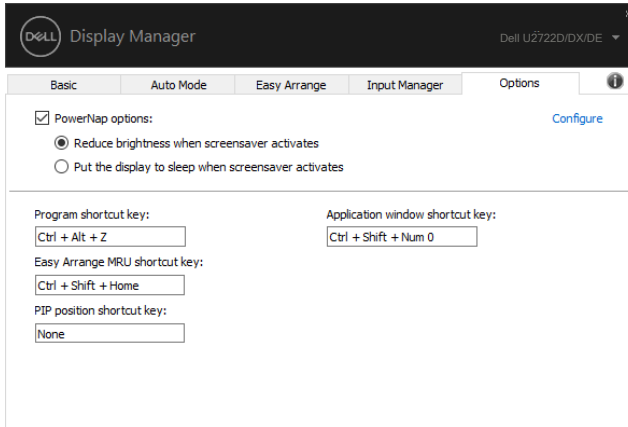 DELL Display Manager
Dell U2722D/DX/DE
Basic Auto Mode Easy Arrange Input Manager Options
PowerNap options: Configure
Reduce brightness when screensaver activates
Put the display to sleep when screensaver activates
Program shortcut key: Application window shortcut key:
Ctrl + Alt + Z Ctrl + Shift + Num 0
Easy Arrange MRU shortcut key:
Ctrl + Shift + Home
PIP position shortcut key:
None